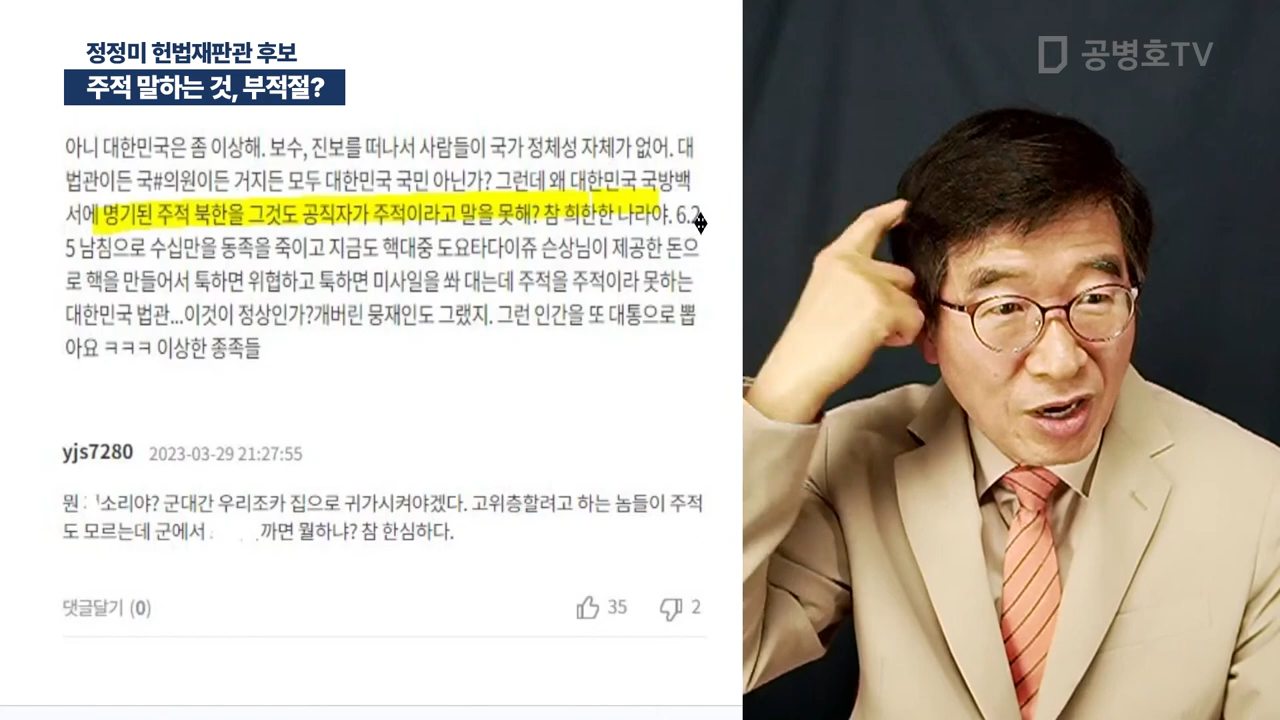 정정미 헌법재판관 후보
주적 말하는 것, 부적절?
공병호TV
아니 대한민국은 좀 이상해. 보수, 진보를 떠나서 사람들이 국가 정체성 자체가 없어. 대
법관이든 국#의원이든 거지든 모두 대한민국 국민 아닌가? 그런데 왜 대한민국 국방백
서에 명기된 주적 북한을 그것도 공직자가 주적이라고 말을 못해? 참 희한한 나라야. 6.2
5 남침으로 수십만을 동족을 죽이고 지금도 핵대중 도요타다이쥬 슨상님이 제공한 돈으
로 핵을 만들어서 툭하면 위협하고 툭하면 미사일을 쏴 대는데 주적을 주적이라 못하는
대한민국 법관...이것이 정상인가?개버린 뭉재인도 그랬지. 그런 인간을 또 대통으로 뽑
아요 ㅋㅋㅋ 이상한 종족들
yjs7280 2023-03-29 21:27:55
뭔 소리야? 군대간 우리조카 집으로 귀가시켜야겠다. 고위층할려고 하는 놈들이 주적
도 모르는데 군에서 까면 뭘하냐? 참 한심하다.
댓글달기 (0) 35 2